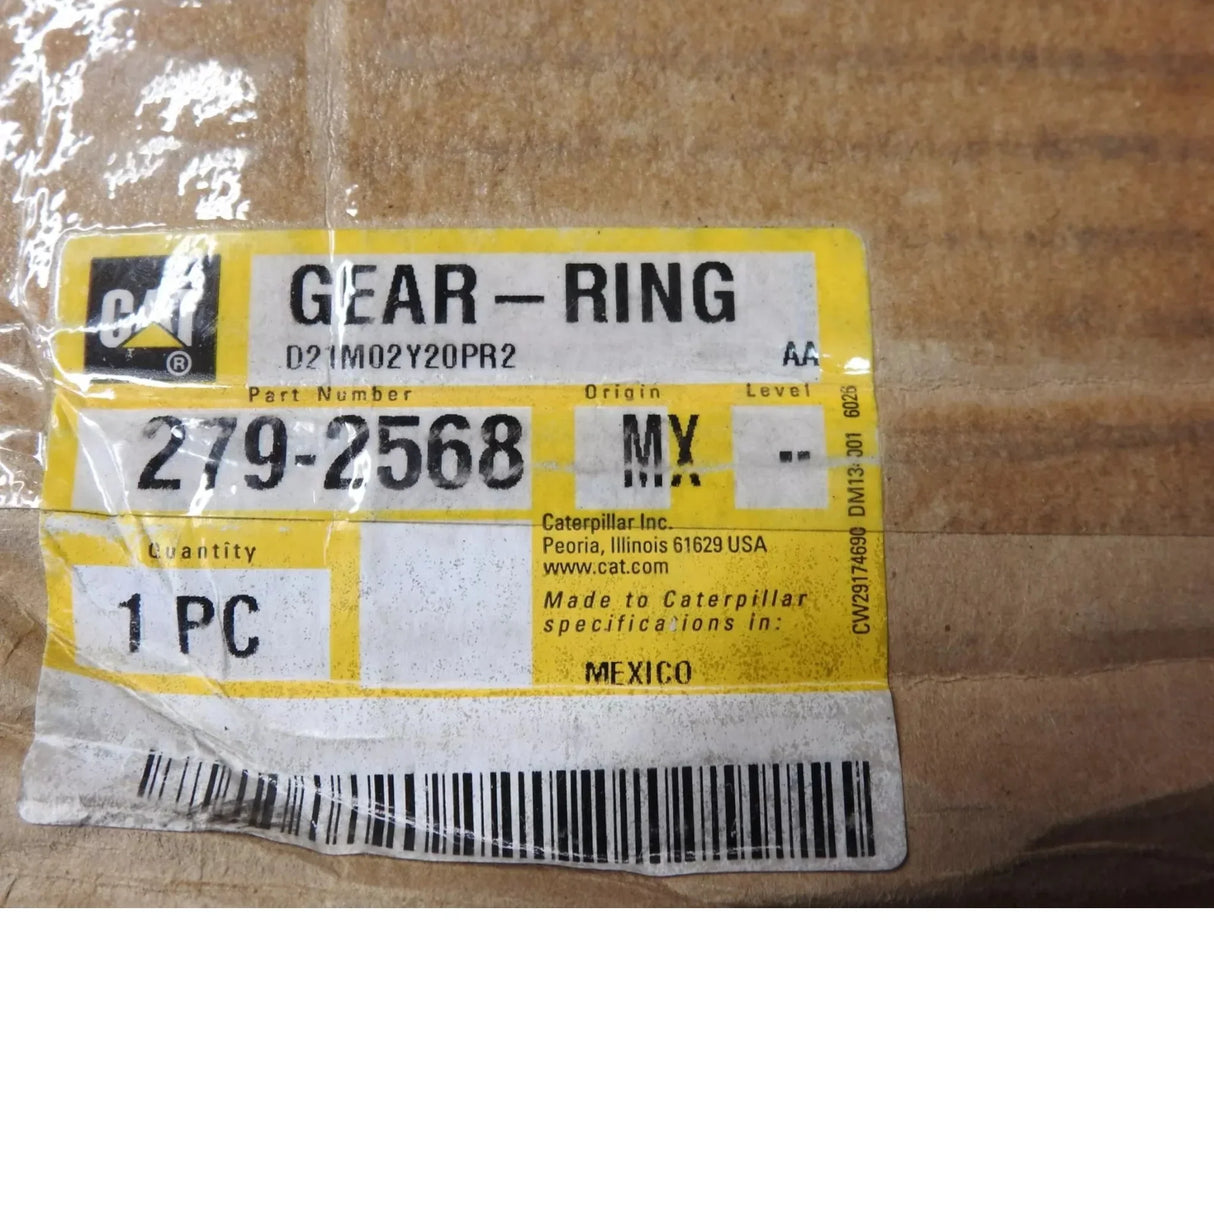 CAT
®
GEAR-RING
D21M02Y20PR2 AA
Part Number Origin Level
279-2568 MX --
Quantity
1 PC
Caterpillar Inc.
Peoria, Illinois 61629 USA
www.cat.com
Made to Caterpillar
specifications in:
MEXICO
CW29174690 DM13 001 6026